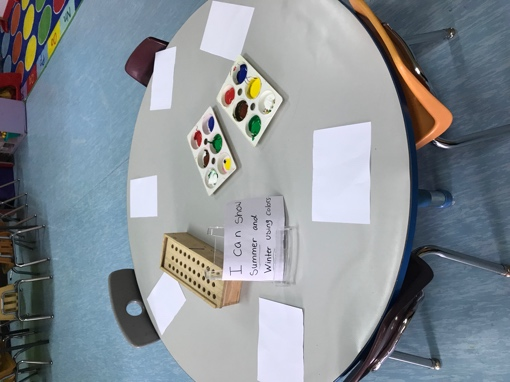 I can show
Summer and
Winter using colors